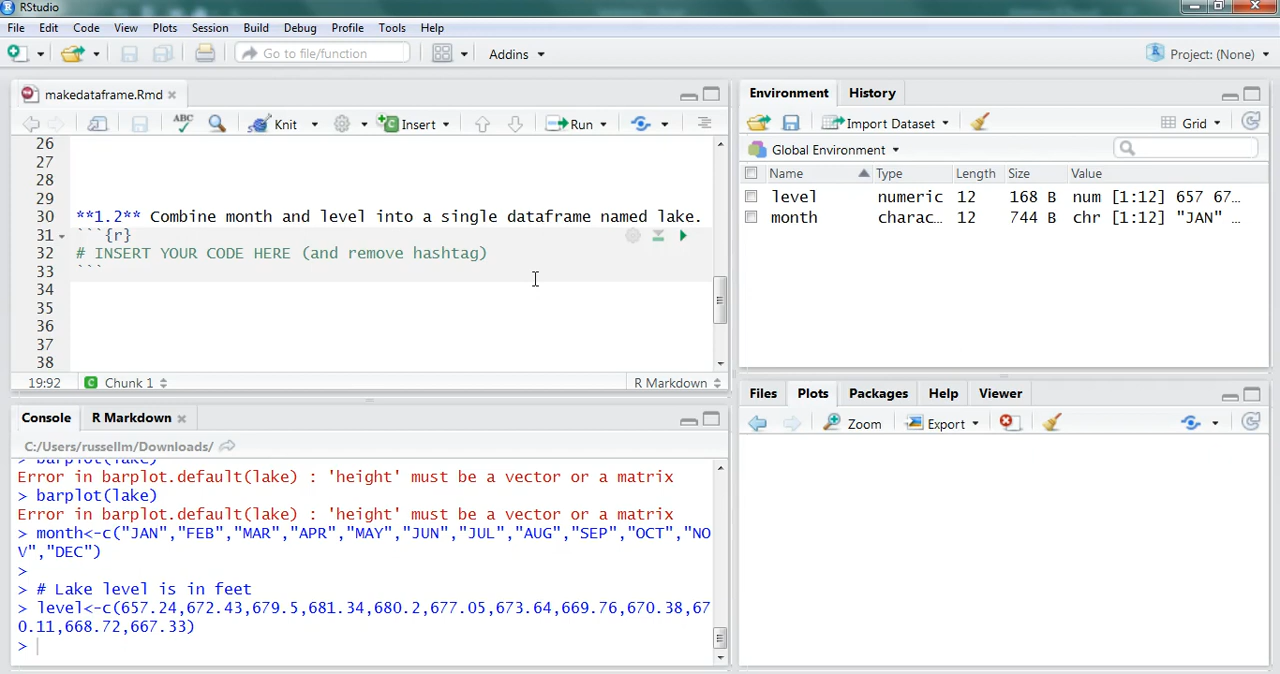 RStudio
File Edit Code View Plots Session Build Debug Profile Tools Help
Go to file/function Addins Project: (None)
makedataframe.Rmd
ABC Knit Insert Run
26
27
28
29
30 **1.2** Combine month and level into a single dataframe named lake.
31 ```{r}
32 # INSERT YOUR CODE HERE (and remove hashtag)
33 ```
34
35
36
37
38
19:92 C Chunk 1 R Markdown
Console R Markdown
C:/Users/russellm/Downloads/
> barplot(lake)
Error in barplot.default(lake) : 'height' must be a vector or a matrix
> barplot(lake)
Error in barplot.default(lake) : 'height' must be a vector or a matrix
> month<-c("JAN","FEB","MAR","APR","MAY","JUN","JUL","AUG","SEP","OCT","NO
V","DEC")
>
> # Lake level is in feet
> level<-c(657.24,672.43,679.5,681.34,680.2,677.05,673.64,669.76,670.38,67
0.11,668.72,667.33)
>
Environment History
Import Dataset Grid
Global Environment
Name Type Length Size Value
level numeric 12 168 B num [1:12] 657 67…
month charac… 12 744 B chr [1:12] "JAN" …
Files Plots Packages Help Viewer
Zoom Export